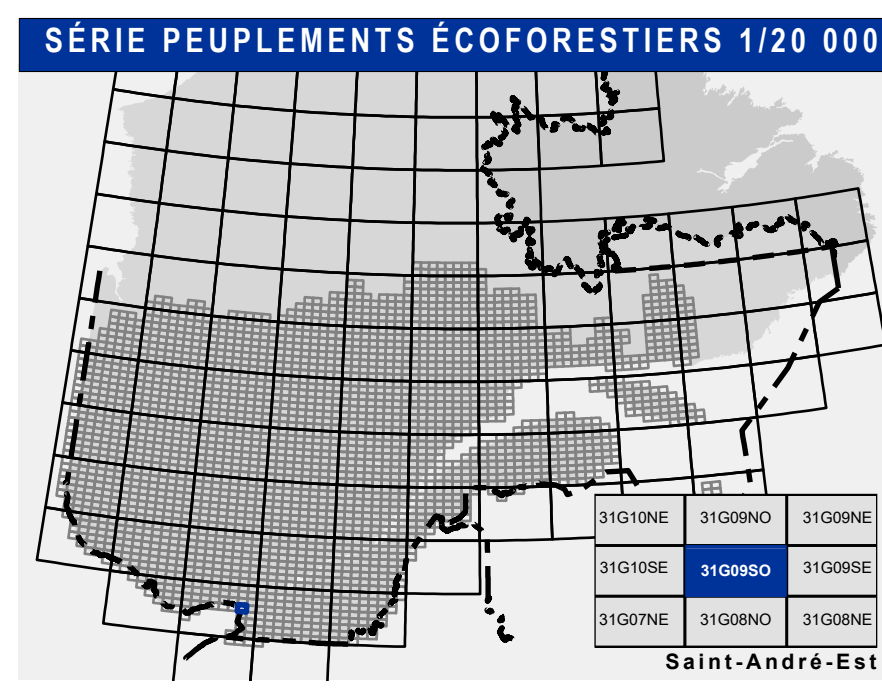 SÉRIE PEUPLEMENTS ÉCOFORESTIERS 1/20 000
31G10NE 31G09NO 31G09NE
31G10SE 31G09SO 31G09SE
31G07NE 31G08NO 31G08NE
Saint-André-Est